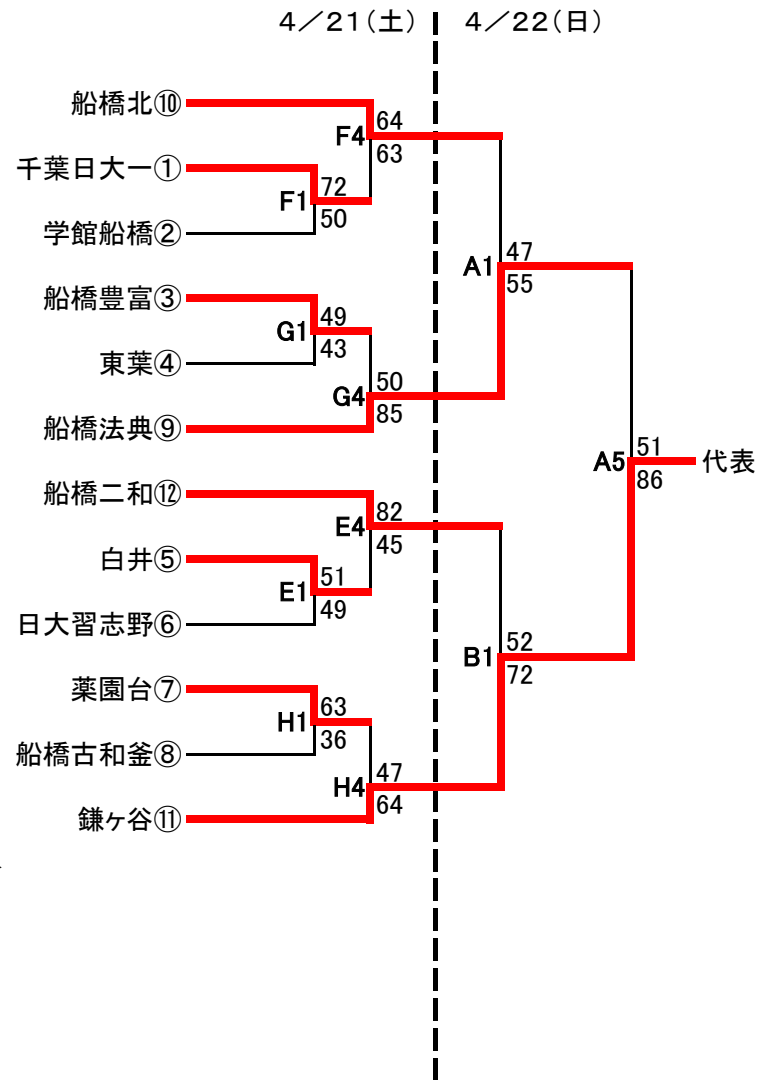 4／21(土) 4／22(日)
船橋北⑩
64
F4
63
千葉日大一①
72
F1
50
学館船橋②
47
A1
55
船橋豊富③
49
G1
43
東葉④
50
G4
85
船橋法典⑨
51
A5 代表
86
船橋二和⑫
82
E4
45
白井⑤
51
E1
49
日大習志野⑥
52
B1
72
薬園台⑦
63
H1
36
船橋古和釜⑧
47
H4
64
鎌ヶ谷⑪